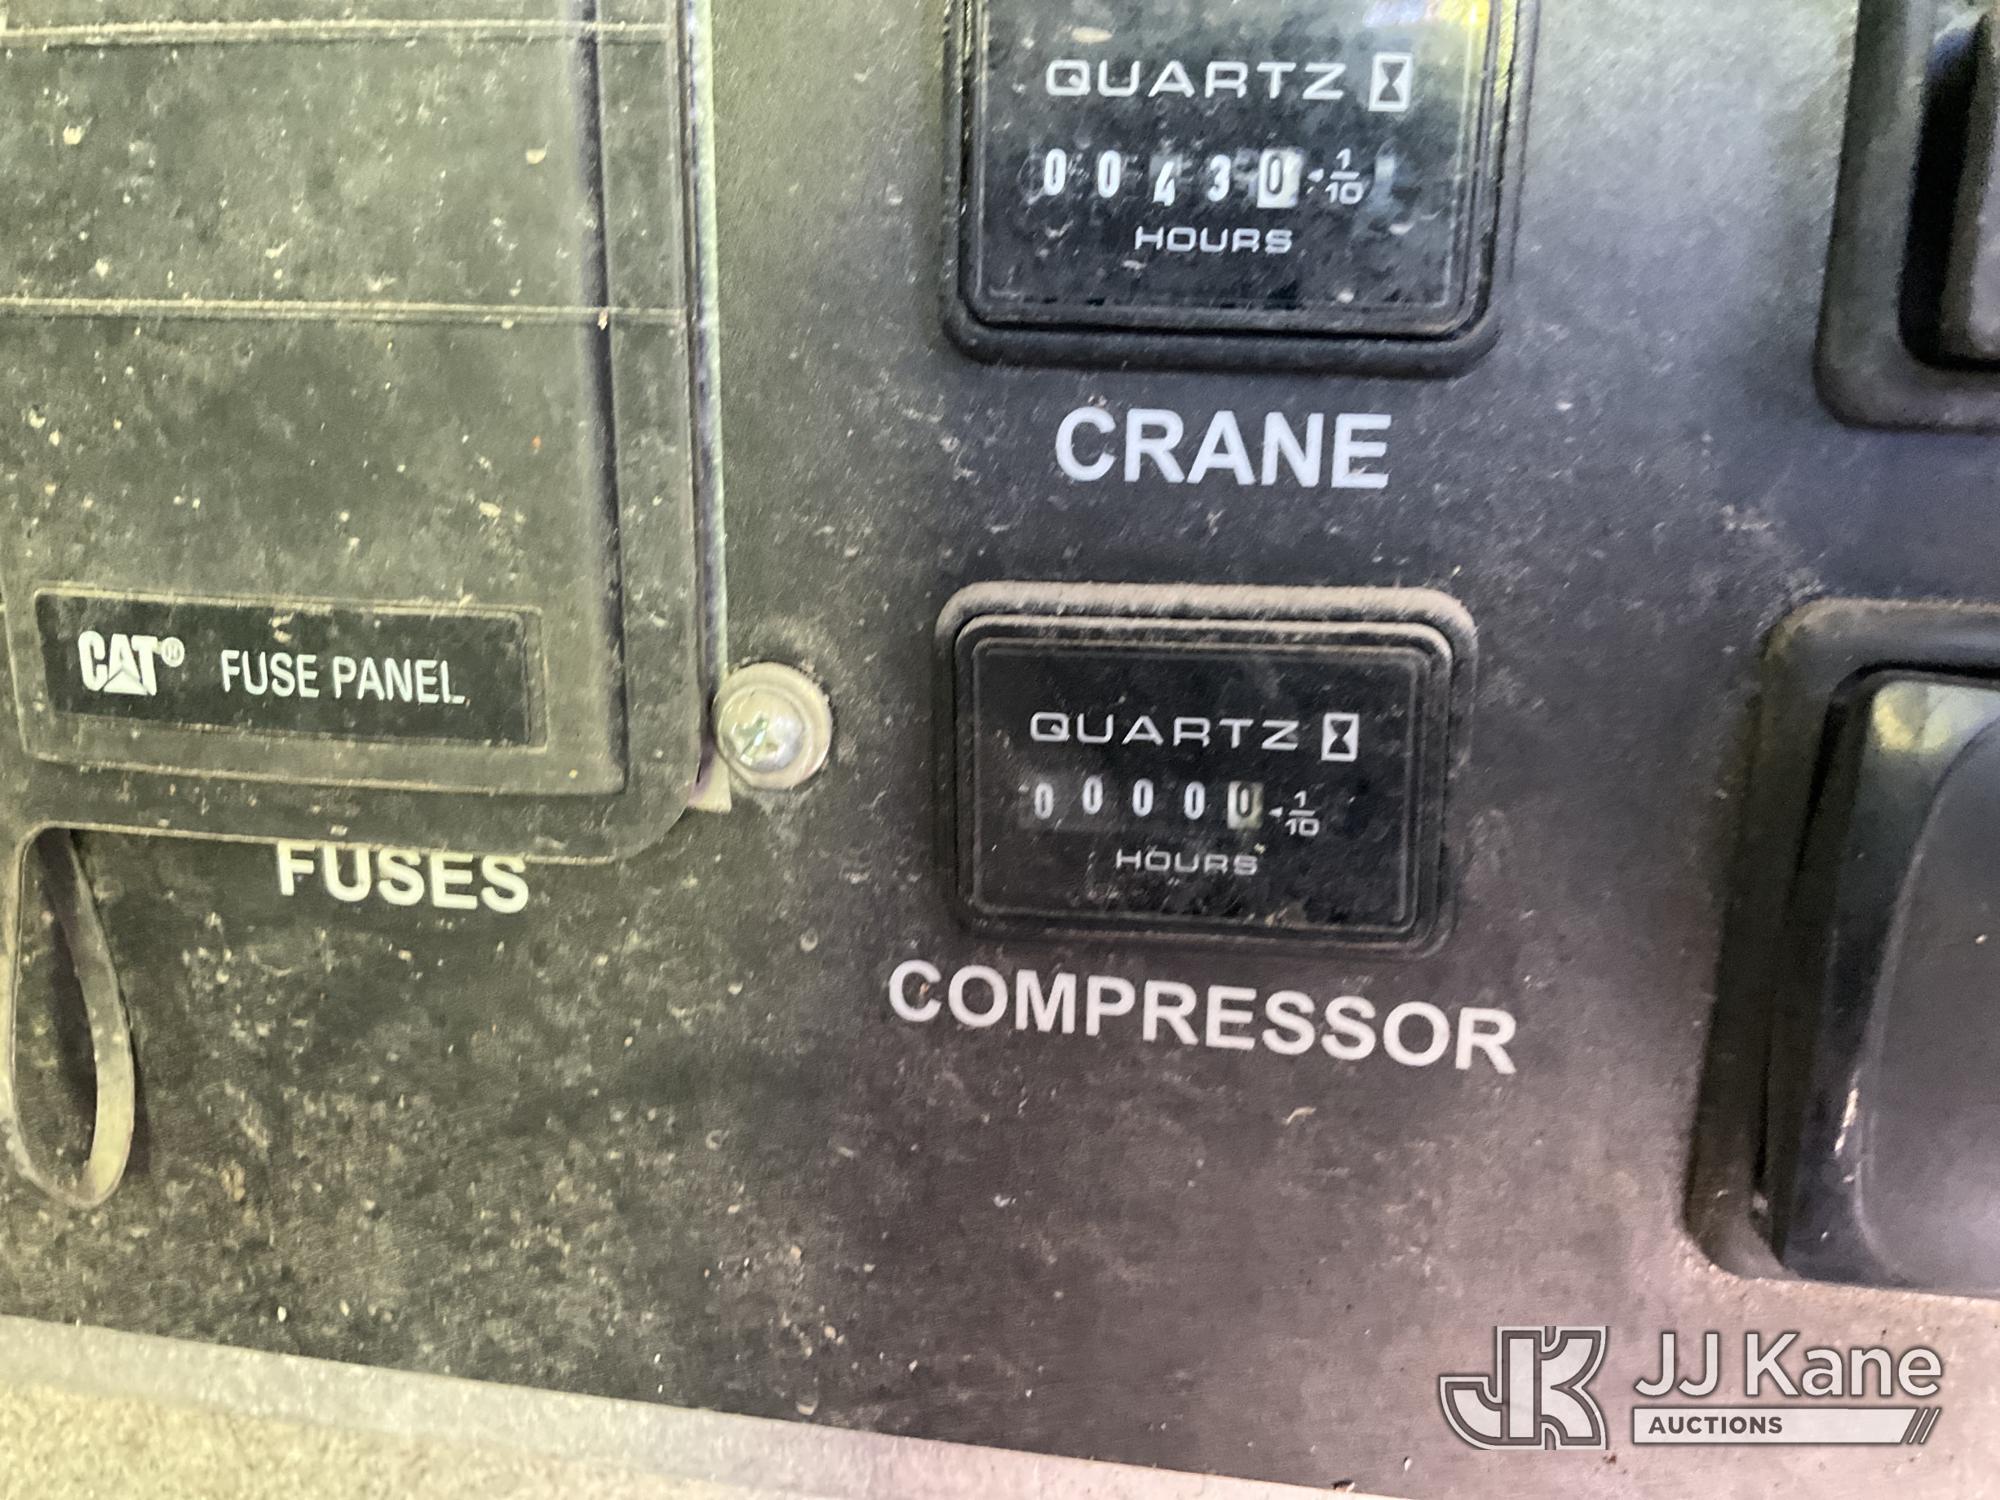 QUARTZ
0 0 4 3 0 1/10
HOURS
CRANE
CAT® FUSE PANEL
FUSES
QUARTZ
0 0 0 0 0 1/10
HOURS
COMPRESSOR
JK JJ Kane
AUCTIONS